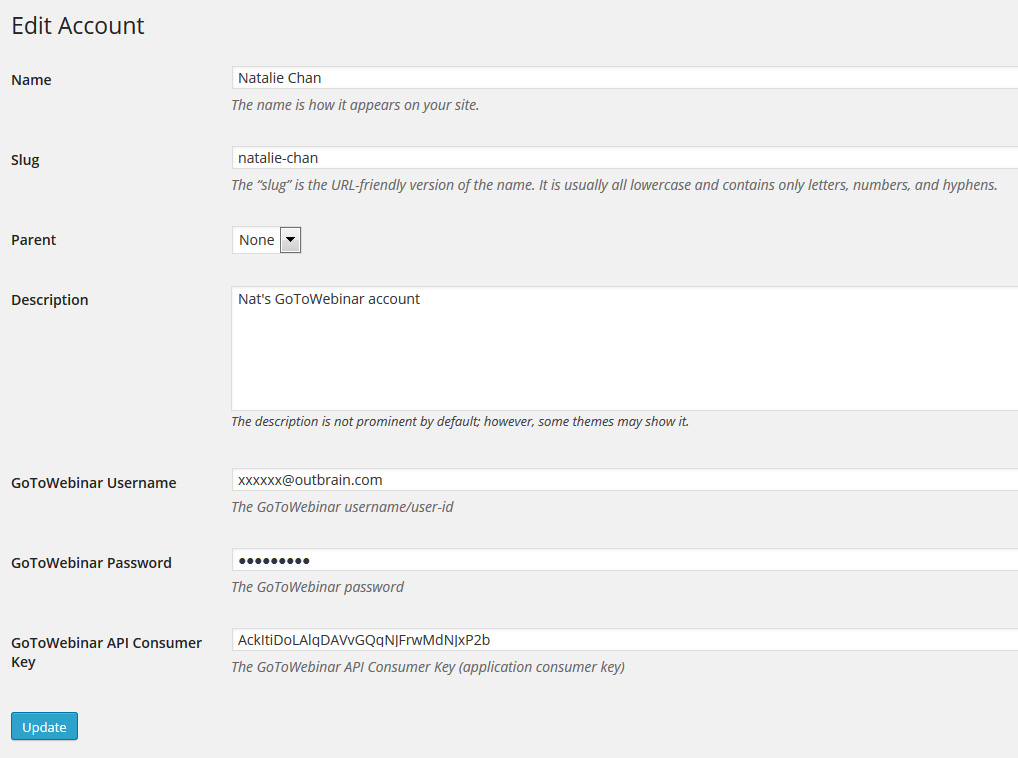 Edit Account
Name
Natalie Chan
The name is how it appears on your site.
Slug
natalie-chan
The “slug” is the URL-friendly version of the name. It is usually all lowercase and contains only letters, numbers, and hyphens.
Parent
None
Description
Nat's GoToWebinar account
The description is not prominent by default; however, some themes may show it.
GoToWebinar Username
xxxxxx@outbrain.com
The GoToWebinar username/user-id
GoToWebinar Password
●●●●●●●●●
The GoToWebinar password
GoToWebinar API Consumer
Key
The GoToWebinar API Consumer Key (application consumer key)
Update